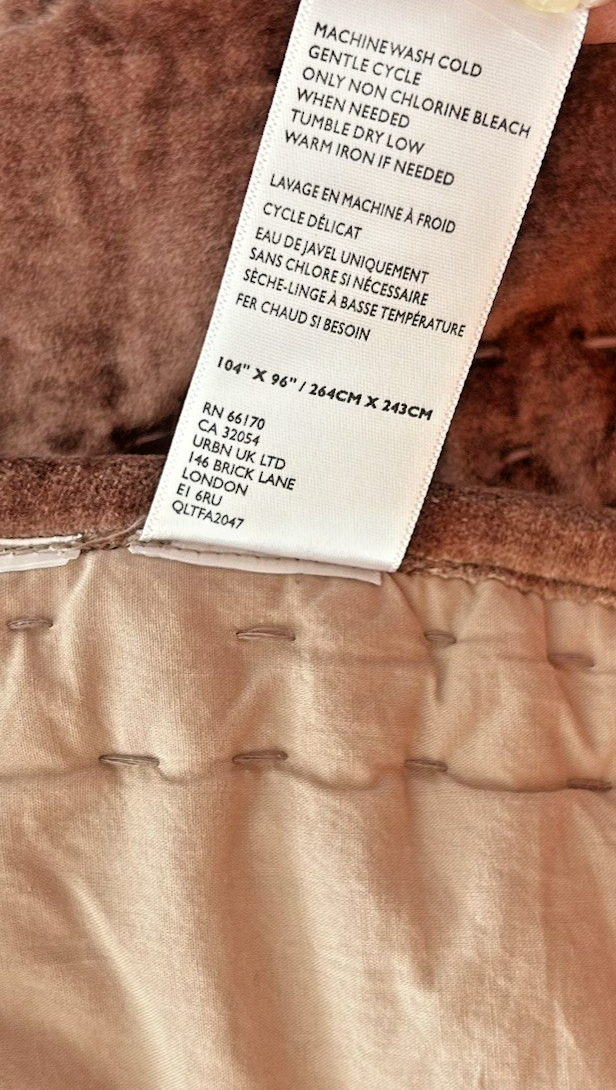 MACHINE WASH COLD
GENTLE CYCLE
ONLY NON CHLORINE BLEACH
WHEN NEEDED
TUMBLE DRY LOW
WARM IRON IF NEEDED
LAVAGE EN MACHINE À FROID
CYCLE DÉLICAT
EAU DE JAVEL UNIQUEMENT
SANS CHLORE SI NÉCESSAIRE
SÈCHE-LINGE À BASSE TEMPÉRATURE
FER CHAUD SI BESOIN
104" X 96" / 264CM X 243CM
RN 66170
CA 32054
URBN UK LTD
146 BRICK LANE
LONDON
E1 6RU
QLTFA2047